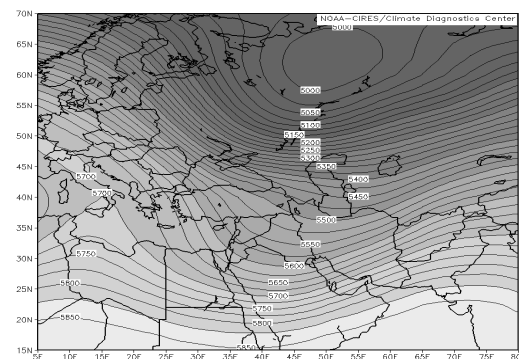 70N
NOAA-CIRES/Climate Diagnostics Center
5000
65N
60N
5000
55N
5050
5100
50N
5150
5200
5250
5300
45N
5350
5700
5400
40N
5700
5450
35N
5500
5550
30N
5750
5600
25N
5800
5650
5700
20N
5750
5850
5800
15N
5850
5E 10E 15E 20E 25E 30E 35E 40E 45E 50E 55E 60E 65E 70E 75E 80E